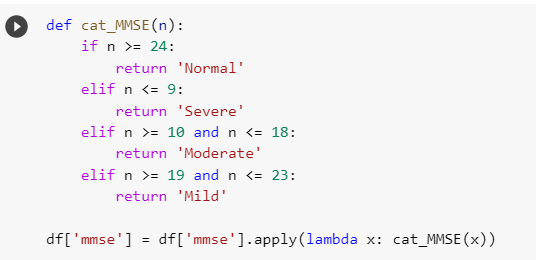 def cat_MMSE(n):
    if n >= 24:
        return 'Normal'
    elif n <= 9:
        return 'Severe'
    elif n >= 10 and n <= 18:
        return 'Moderate'
    elif n >= 19 and n <= 23:
        return 'Mild'

df['mmse'] = df['mmse'].apply(lambda x: cat_MMSE(x))